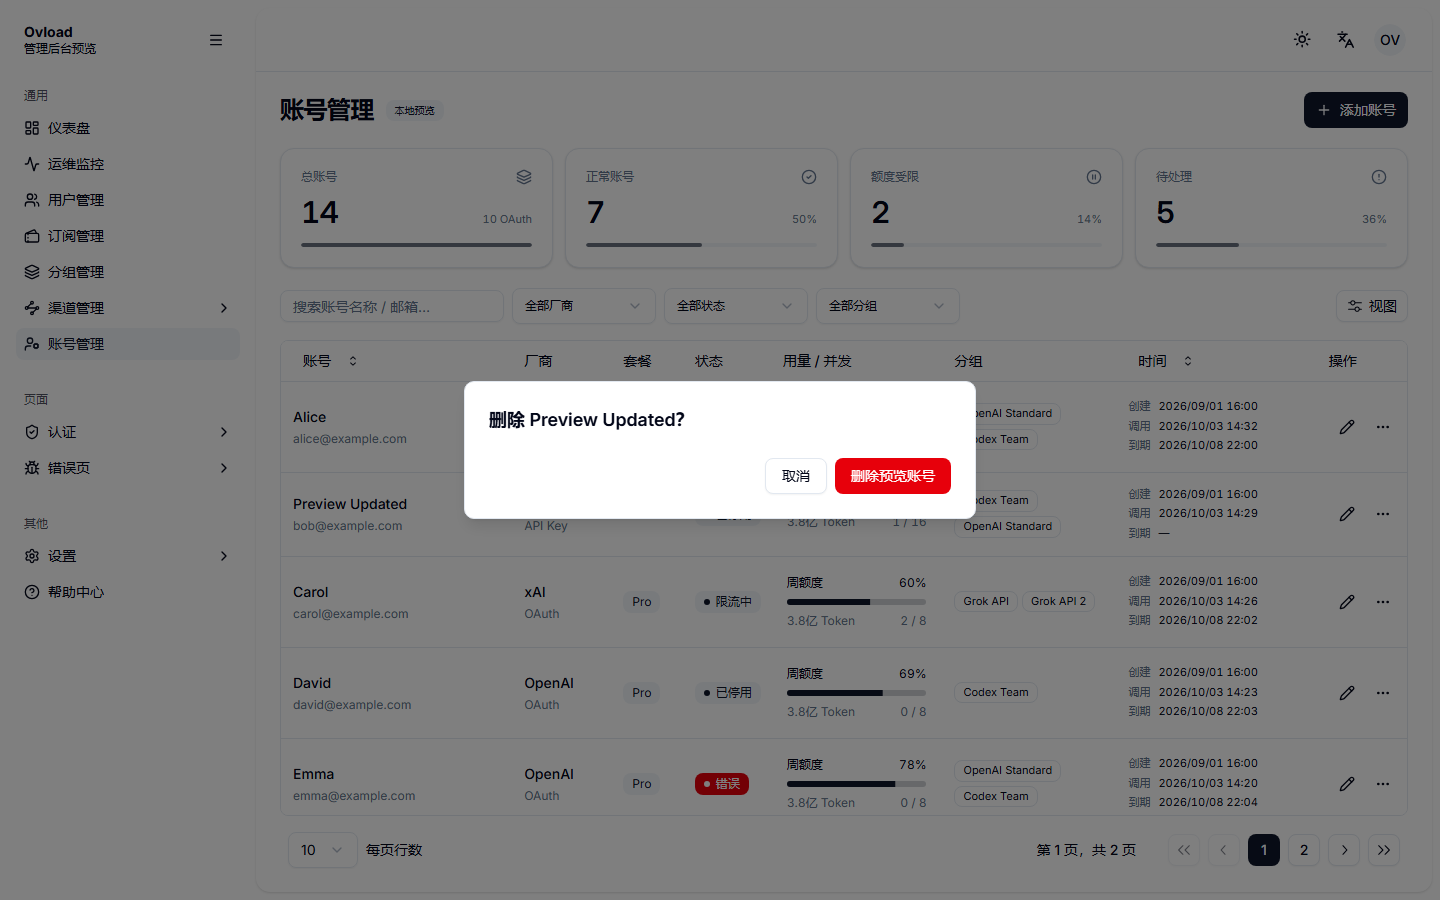 Ovload
管理后台预览
通用
仪表盘
运维监控
用户管理
订阅管理
分组管理
渠道管理
账号管理
页面
认证
错误页
其他
设置
帮助中心
OV
账号管理 本地预览
添加账号
总账号
14 10 OAuth
正常账号
7 50%
额度受限
2 14%
待处理
5 36%
搜索账号名称 / 邮箱... 全部厂商 全部状态 全部分组 视图
账号 厂商 套餐 状态 用量 / 并发 分组 时间 操作
Alice
alice@example.com
enAI Standard
dex Team
创建 2026/09/01 16:00
调用 2026/10/03 14:32
到期 2026/10/08 22:00
删除 Preview Updated?
取消 删除预览账号
Preview Updated
bob@example.com
API Key
3.8亿 Token 1 / 16
dex Team
OpenAI Standard
创建 2026/09/01 16:00
调用 2026/10/03 14:29
到期 —
Carol
carol@example.com
xAI
OAuth
Pro
限流中
周额度 60%
3.8亿 Token 2 / 8
Grok API Grok API 2
创建 2026/09/01 16:00
调用 2026/10/03 14:26
到期 2026/10/08 22:02
David
david@example.com
OpenAI
OAuth
Pro
已停用
周额度 69%
3.8亿 Token 0 / 8
Codex Team
创建 2026/09/01 16:00
调用 2026/10/03 14:23
到期 2026/10/08 22:03
Emma
emma@example.com
OpenAI
OAuth
Pro
错误
周额度 78%
3.8亿 Token 0 / 8
OpenAI Standard
Codex Team
创建 2026/09/01 16:00
调用 2026/10/03 14:20
到期 2026/10/08 22:04
10 每页行数
第 1 页，共 2 页 1 2